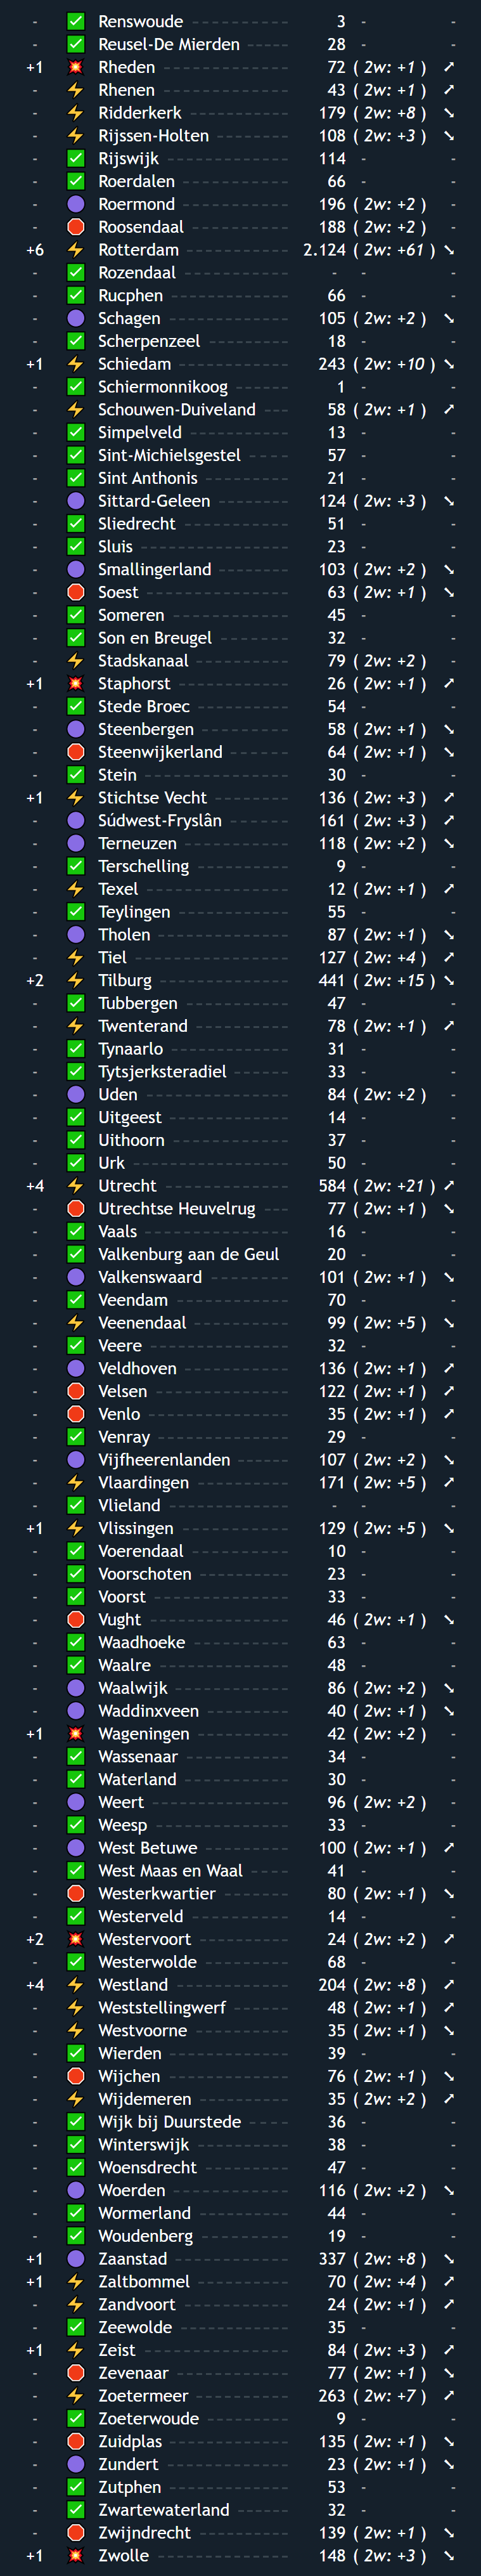 - ✅ Renswoude ------------ 3 - -
- ✅ Reusel-De Mierden ------ 28 - -
+1 💥 Rheden --------------- 72 ( 2w: +1 ) ➚
- ⚡ Rhenen --------------- 43 ( 2w: +1 ) ➚
- ⚡ Ridderkerk ------------ 179 ( 2w: +8 ) ➘
- ⚡ Rijssen-Holten --------- 108 ( 2w: +3 ) ➘
- ✅ Rijswijk -------------- 114 - -
- ✅ Roerdalen ------------- 66 - -
- 🟣 Roermond ------------ 196 ( 2w: +2 ) -
- 🛑 Roosendaal ----------- 188 ( 2w: +2 ) -
+6 ⚡ Rotterdam ------------ 2.124 ( 2w: +61 ) ➘
- ✅ Rozendaal ------------ - - -
- ✅ Rucphen -------------- 66 - -
- 🟣 Schagen -------------- 105 ( 2w: +2 ) ➘
- ✅ Scherpenzeel ---------- 18 - -
+1 ⚡ Schiedam ------------- 243 ( 2w: +10 ) ➘
- ✅ Schiermonnikoog ------- 1 - -
- ⚡ Schouwen-Duiveland ---- 58 ( 2w: +1 ) ➚
- ✅ Simpelveld ------------ 13 - -
- ✅ Sint-Michielsgestel ----- 57 - -
- ✅ Sint Anthonis ---------- 21 - -
- 🟣 Sittard-Geleen --------- 124 ( 2w: +3 ) ➘
- ✅ Sliedrecht ------------- 51 - -
- ✅ Sluis ----------------- 23 - -
- 🟣 Smallingerland --------- 103 ( 2w: +2 ) ➘
- 🛑 Soest ----------------- 63 ( 2w: +1 ) ➘
- ✅ Someren -------------- 45 - -
- ✅ Son en Breugel --------- 32 - -
- ⚡ Stadskanaal ----------- 79 ( 2w: +2 ) -
+1 💥 Staphorst ------------- 26 ( 2w: +1 ) ➚
- ✅ Stede Broec ----------- 54 - -
- 🟣 Steenbergen ----------- 58 ( 2w: +1 ) ➘
- 🛑 Steenwijkerland -------- 64 ( 2w: +1 ) ➘
- ✅ Stein ----------------- 30 - -
+1 ⚡ Stichtse Vecht --------- 136 ( 2w: +3 ) ➚
- 🟣 Súdwest-Fryslân ------- 161 ( 2w: +3 ) ➚
- 🟣 Terneuzen ------------ 118 ( 2w: +2 ) ➘
- ✅ Terschelling ----------- 9 - -
- ⚡ Texel ---------------- 12 ( 2w: +1 ) ➚
- ✅ Teylingen ------------- 55 - -
- 🟣 Tholen --------------- 87 ( 2w: +1 ) ➘
- ⚡ Tiel ------------------ 127 ( 2w: +4 ) ➚
+2 ⚡ Tilburg --------------- 441 ( 2w: +15 ) ➘
- ✅ Tubbergen ------------ 47 - -
- ⚡ Twenterand ----------- 78 ( 2w: +1 ) ➚
- ✅ Tynaarlo -------------- 31 - -
- ✅ Tytsjerksteradiel ------- 33 - -
- 🟣 Uden ----------------- 84 ( 2w: +2 ) -
- ✅ Uitgeest -------------- 14 - -
- ✅ Uithoorn -------------- 37 - -
- ✅ Urk ------------------ 50 - -
+4 ⚡ Utrecht --------------- 584 ( 2w: +21 ) ➚
- 🛑 Utrechtse Heuvelrug ---- 77 ( 2w: +1 ) ➘
- ✅ Vaals ----------------- 16 - -
- ✅ Valkenburg aan de Geul 20 - -
- 🟣 Valkenswaard ---------- 101 ( 2w: +1 ) ➘
- ✅ Veendam -------------- 70 - -
- ⚡ Veenendaal ------------ 99 ( 2w: +5 ) ➘
- ✅ Veere ----------------- 32 - -
- 🟣 Veldhoven ------------ 136 ( 2w: +1 ) ➚
- 🛑 Velsen ---------------- 122 ( 2w: +1 ) ➚
- 🛑 Venlo ---------------- 35 ( 2w: +1 ) ➚
- ✅ Venray --------------- 29 - -
- 🟣 Vijfheerenlanden ------- 107 ( 2w: +2 ) ➘
- ⚡ Vlaardingen ----------- 171 ( 2w: +5 ) ➚
- ✅ Vlieland -------------- - - -
+1 ⚡ Vlissingen ------------ 129 ( 2w: +5 ) ➘
- ✅ Voerendaal ------------ 10 - -
- ✅ Voorschoten ----------- 23 - -
- ✅ Voorst ---------------- 33 - -
- 🛑 Vught ---------------- 46 ( 2w: +1 ) ➘
- ✅ Waadhoeke ----------- 63 - -
- ✅ Waalre --------------- 48 - -
- 🟣 Waalwijk ------------- 86 ( 2w: +2 ) ➘
- 🟣 Waddinxveen ---------- 40 ( 2w: +1 ) ➘
+1 💥 Wageningen ----------- 42 ( 2w: +2 ) -
- ✅ Wassenaar ------------ 34 - -
- ✅ Waterland ------------ 30 - -
- 🟣 Weert ---------------- 96 ( 2w: +2 ) -
- ✅ Weesp ---------------- 33 - -
- 🟣 West Betuwe ---------- 100 ( 2w: +1 ) ➚
- ✅ West Maas en Waal ----- 41 - -
- 🛑 Westerkwartier --------- 80 ( 2w: +1 ) ➘
- ✅ Westerveld ------------ 14 - -
+2 💥 Westervoort ----------- 24 ( 2w: +2 ) ➚
- ✅ Westerwolde ---------- 68 - -
+4 ⚡ Westland ------------- 204 ( 2w: +8 ) ➚
- ⚡ Weststellingwerf ------- 48 ( 2w: +1 ) ➚
- ⚡ Westvoorne ----------- 35 ( 2w: +1 ) ➘
- ✅ Wierden -------------- 39 - -
- 🛑 Wijchen -------------- 76 ( 2w: +1 ) ➘
- ⚡ Wijdemeren ----------- 35 ( 2w: +2 ) ➚
- ✅ Wijk bij Duurstede ---- 36 - -
- ✅ Winterswijk ----------- 38 - -
- ✅ Woensdrecht ---------- 47 - -
- 🟣 Woerden ------------- 116 ( 2w: +2 ) ➘
- ✅ Wormerland ----------- 44 - -
- ✅ Woudenberg ---------- 19 - -
+1 🟣 Zaanstad ------------- 337 ( 2w: +8 ) ➘
+1 ⚡ Zaltbommel ----------- 70 ( 2w: +4 ) ➚
- ⚡ Zandvoort ------------ 24 ( 2w: +1 ) ➚
- ✅ Zeewolde ------------- 35 - -
+1 ⚡ Zeist ----------------- 84 ( 2w: +3 ) ➚
- 🛑 Zevenaar ------------- 77 ( 2w: +1 ) ➘
- ⚡ Zoetermeer ----------- 263 ( 2w: +7 ) ➚
- ✅ Zoeterwoude ---------- 9 - -
- 🛑 Zuidplas -------------- 135 ( 2w: +1 ) ➘
- 🟣 Zundert -------------- 23 ( 2w: +1 ) ➘
- ✅ Zutphen -------------- 53 - -
- ✅ Zwartewaterland ------- 32 - -
- 🛑 Zwijndrecht ----------- 139 ( 2w: +1 ) ➘
+1 💥 Zwolle ---------------- 148 ( 2w: +3 ) ➘